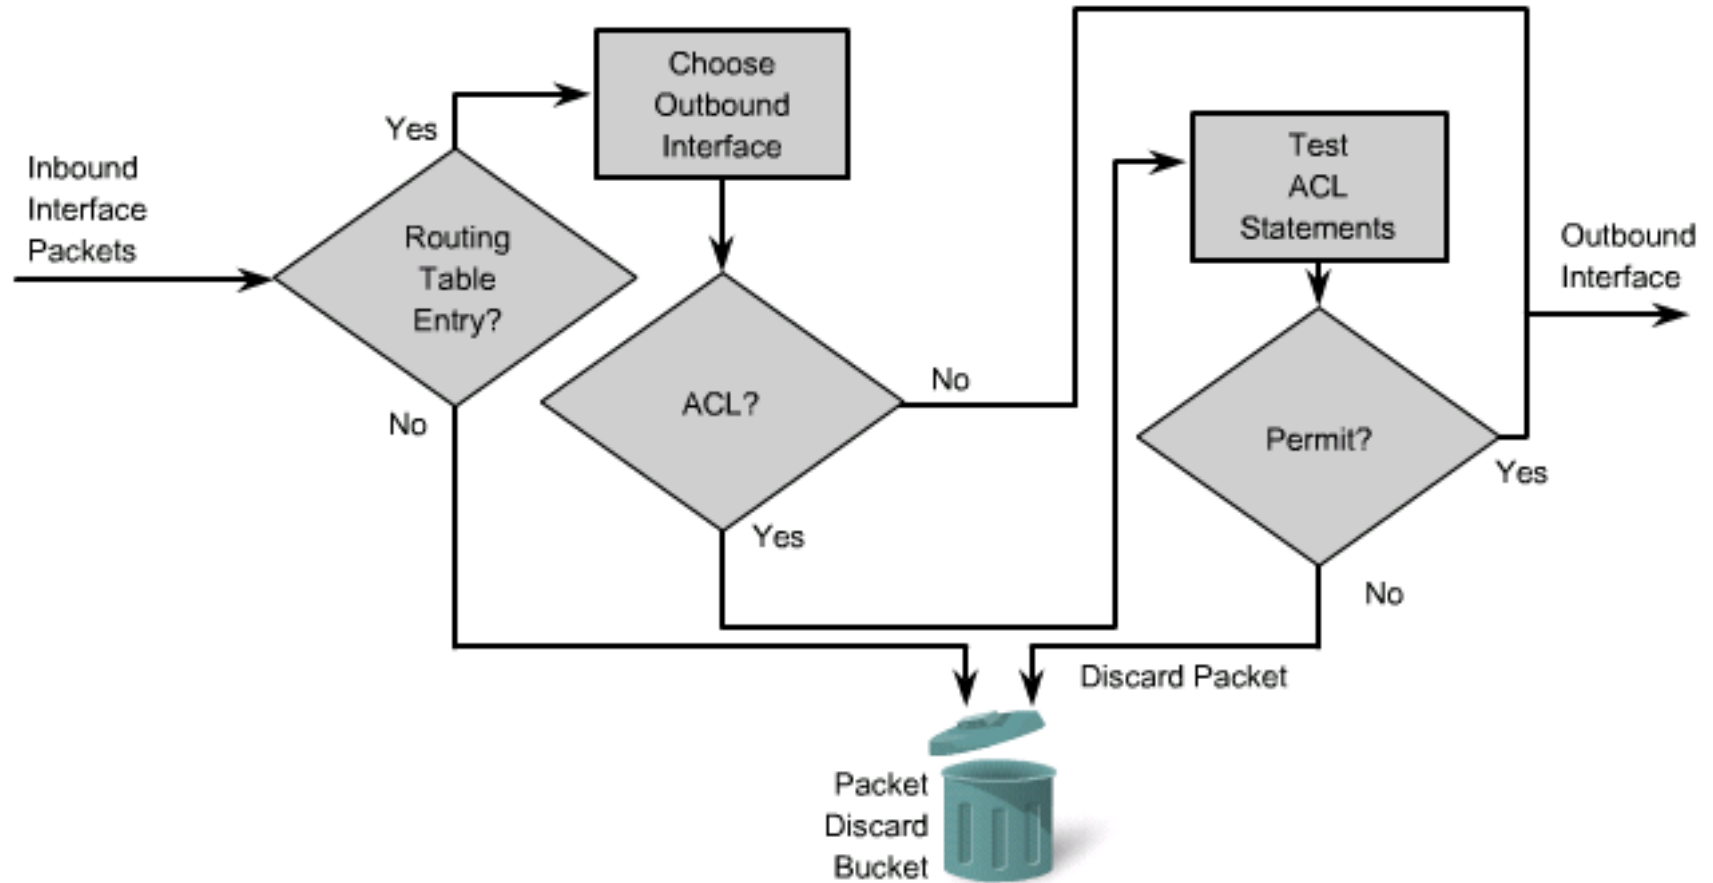 Inbound
Interface
Packets
Yes
Routing
Table
Entry?
No
Choose
Outbound
Interface
ACL?
No
Yes
Test
ACL
Statements
Permit?
Yes
No
Outbound
Interface
Discard Packet
Packet
Discard
Bucket